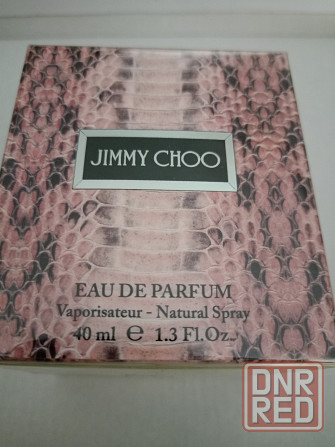 JIMMY CHOO
EAU DE PARFUM
Vaporisateur - Natural Spray
40 ml ℮ 1.3 Fl.Oz.
DNR
RED